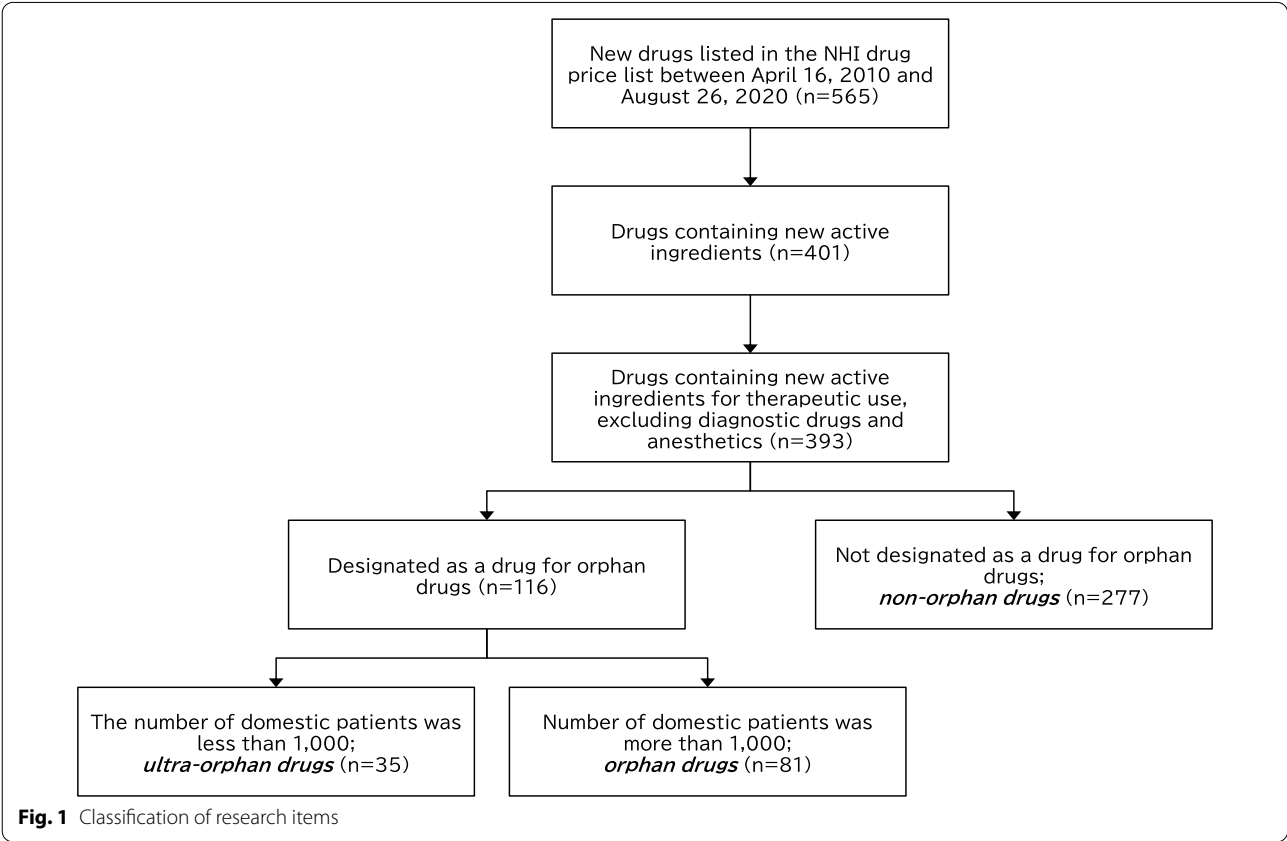 New drugs listed in the NHI drug
price list between April 16, 2010 and
August 26, 2020 (n=565)
Drugs containing new active
ingredients (n=401)
Drugs containing new active
ingredients for therapeutic use,
excluding diagnostic drugs and
anesthetics (n=393)
Designated as a drug for orphan
drugs (n=116)
Not designated as a drug for orphan
drugs;
non-orphan drugs (n=277)
The number of domestic patients was
less than 1,000;
ultra-orphan drugs (n=35)
Number of domestic patients was
more than 1,000;
orphan drugs (n=81)
Fig. 1 Classification of research items